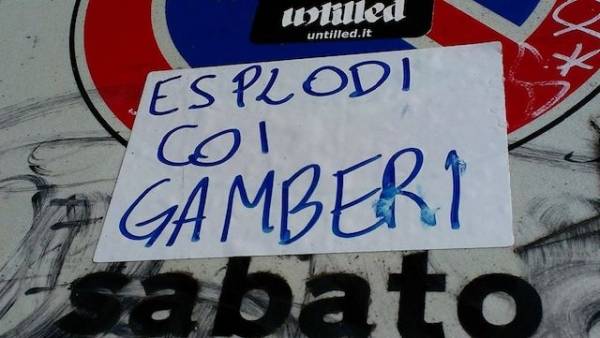 untilled
untilled.it
ESPLODI
COI
GAMBERI
sabato